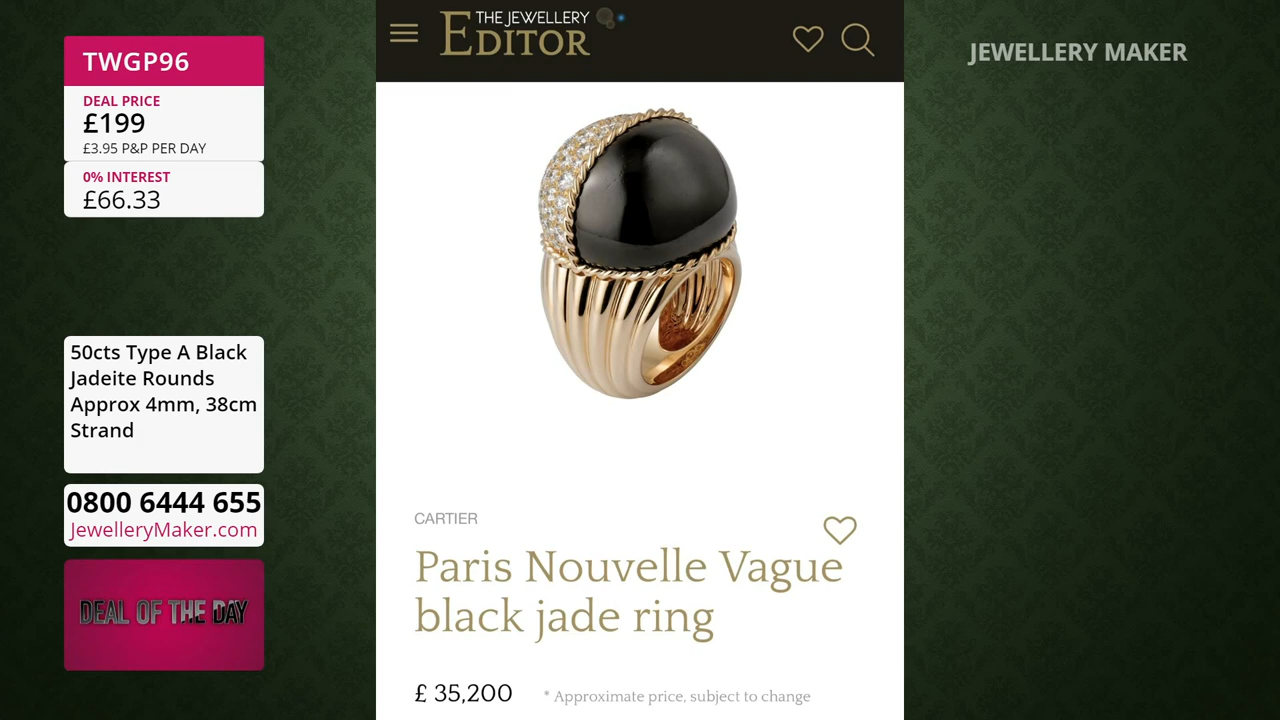 TWGP96
DEAL PRICE
£199
£3.95 P&P PER DAY
0% INTEREST
£66.33
50cts Type A Black
Jadeite Rounds
Approx 4mm, 38cm
Strand
0800 6444 655
JewelleryMaker.com
DEAL OF THE DAY
THE JEWELLERY
EDITOR
CARTIER
Paris Nouvelle Vague
black jade ring
£ 35,200
* Approximate price, subject to change
JEWELLERY MAKER